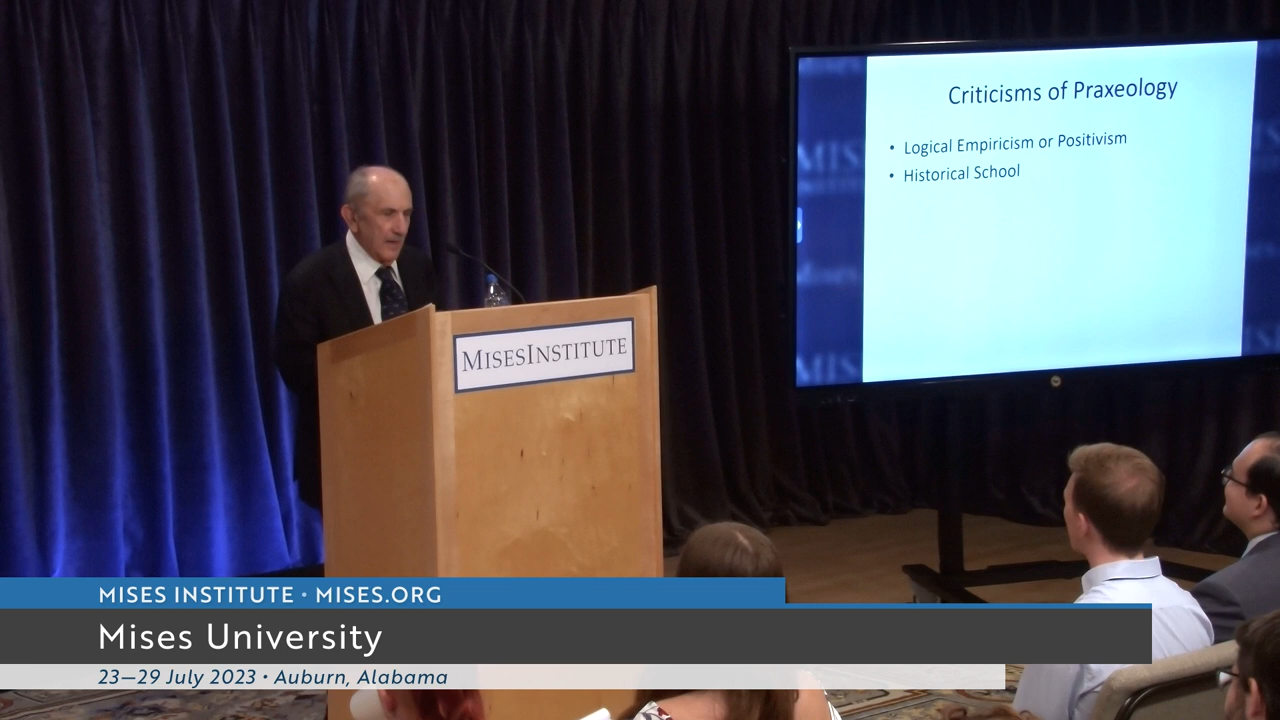 Criticisms of Praxeology
• Logical Empiricism or Positivism
• Historical School
MISESINSTITUTE
MISES INSTITUTE • MISES.ORG
Mises University
23–29 July 2023 • Auburn, Alabama